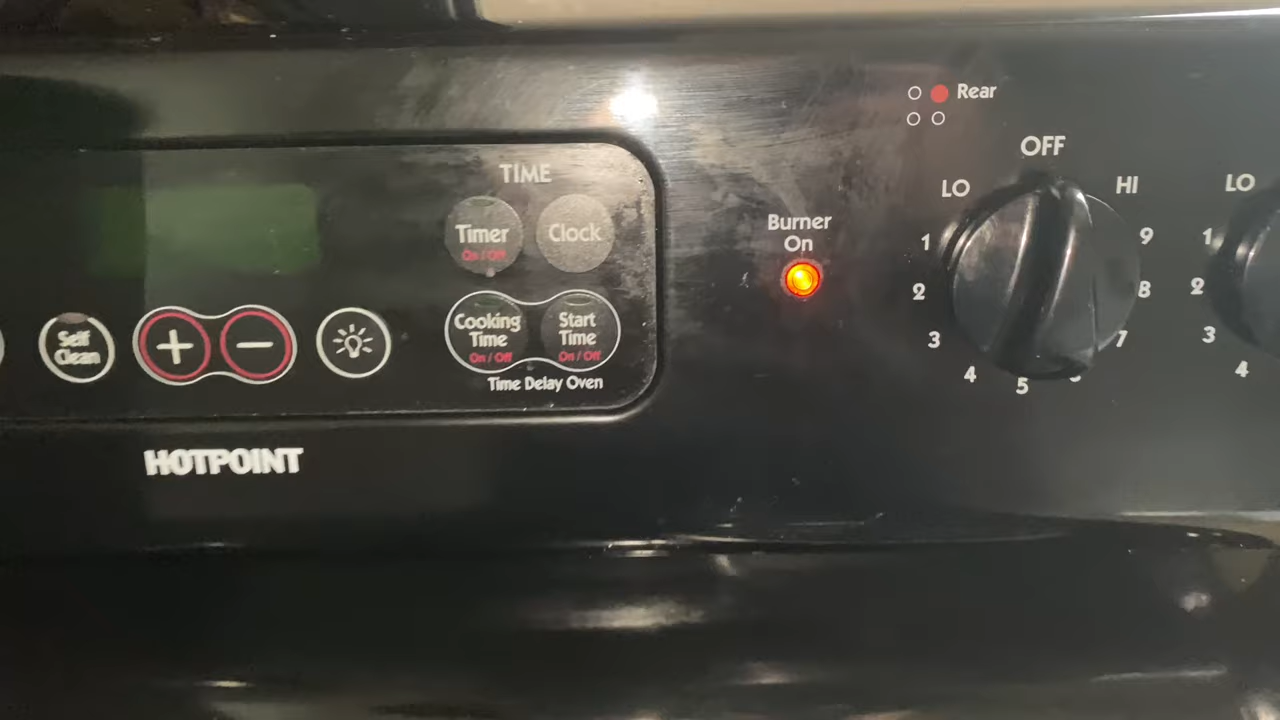 Rear
OFF
LO
HI
LO
TIME
Timer
On / Off
Clock
Burner
On
1
9
1
2
8
2
3
7
3
4
5
4
Self
Clean
+
−
Cooking
Time
On / Off
Start
Time
On / Off
Time Delay Oven
HOTPOINT